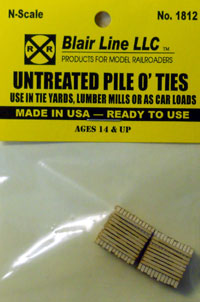 N-Scale No. 1812
R R
Blair Line LLC™
PRODUCTS FOR MODEL RAILROADERS
UNTREATED PILE O' TIES
USE IN TIE YARDS, LUMBER MILLS OR AS CAR LOADS
MADE IN USA — READY TO USE
AGES 14 & UP